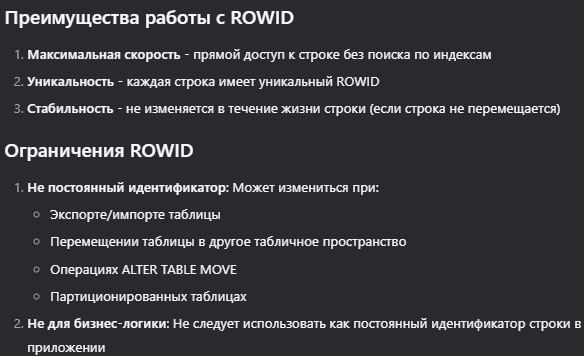 Преимущества работы с ROWID
1. Максимальная скорость - прямой доступ к строке без поиска по индексам
2. Уникальность - каждая строка имеет уникальный ROWID
3. Стабильность - не изменяется в течение жизни строки (если строка не перемещается)
Ограничения ROWID
1. Не постоянный идентификатор: Может измениться при:
○ Экспорте/импорте таблицы
○ Перемещении таблицы в другое табличное пространство
○ Операциях ALTER TABLE MOVE
○ Партиционированных таблицах
2. Не для бизнес-логики: Не следует использовать как постоянный идентификатор строки в
приложении